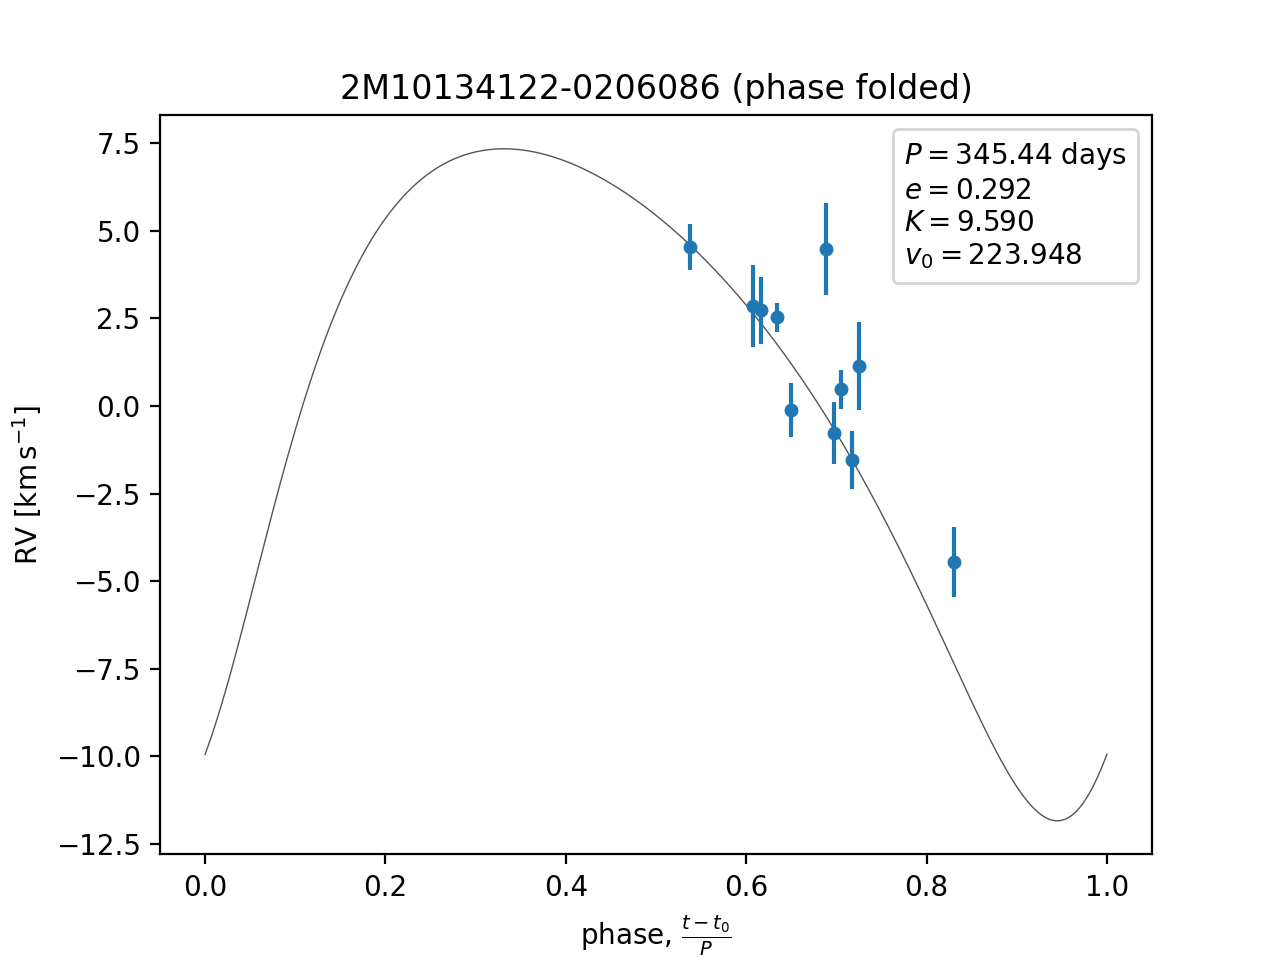 2M10134122-0206086 (phase folded)
P = 345.44 days
e = 0.292
K = 9.590
v₀ = 223.948
7.5
5.0
2.5
0.0
−2.5
−5.0
−7.5
−10.0
−12.5
RV [km s⁻¹]
0.0 0.2 0.4 0.6 0.8 1.0
phase, (t − t₀)/P